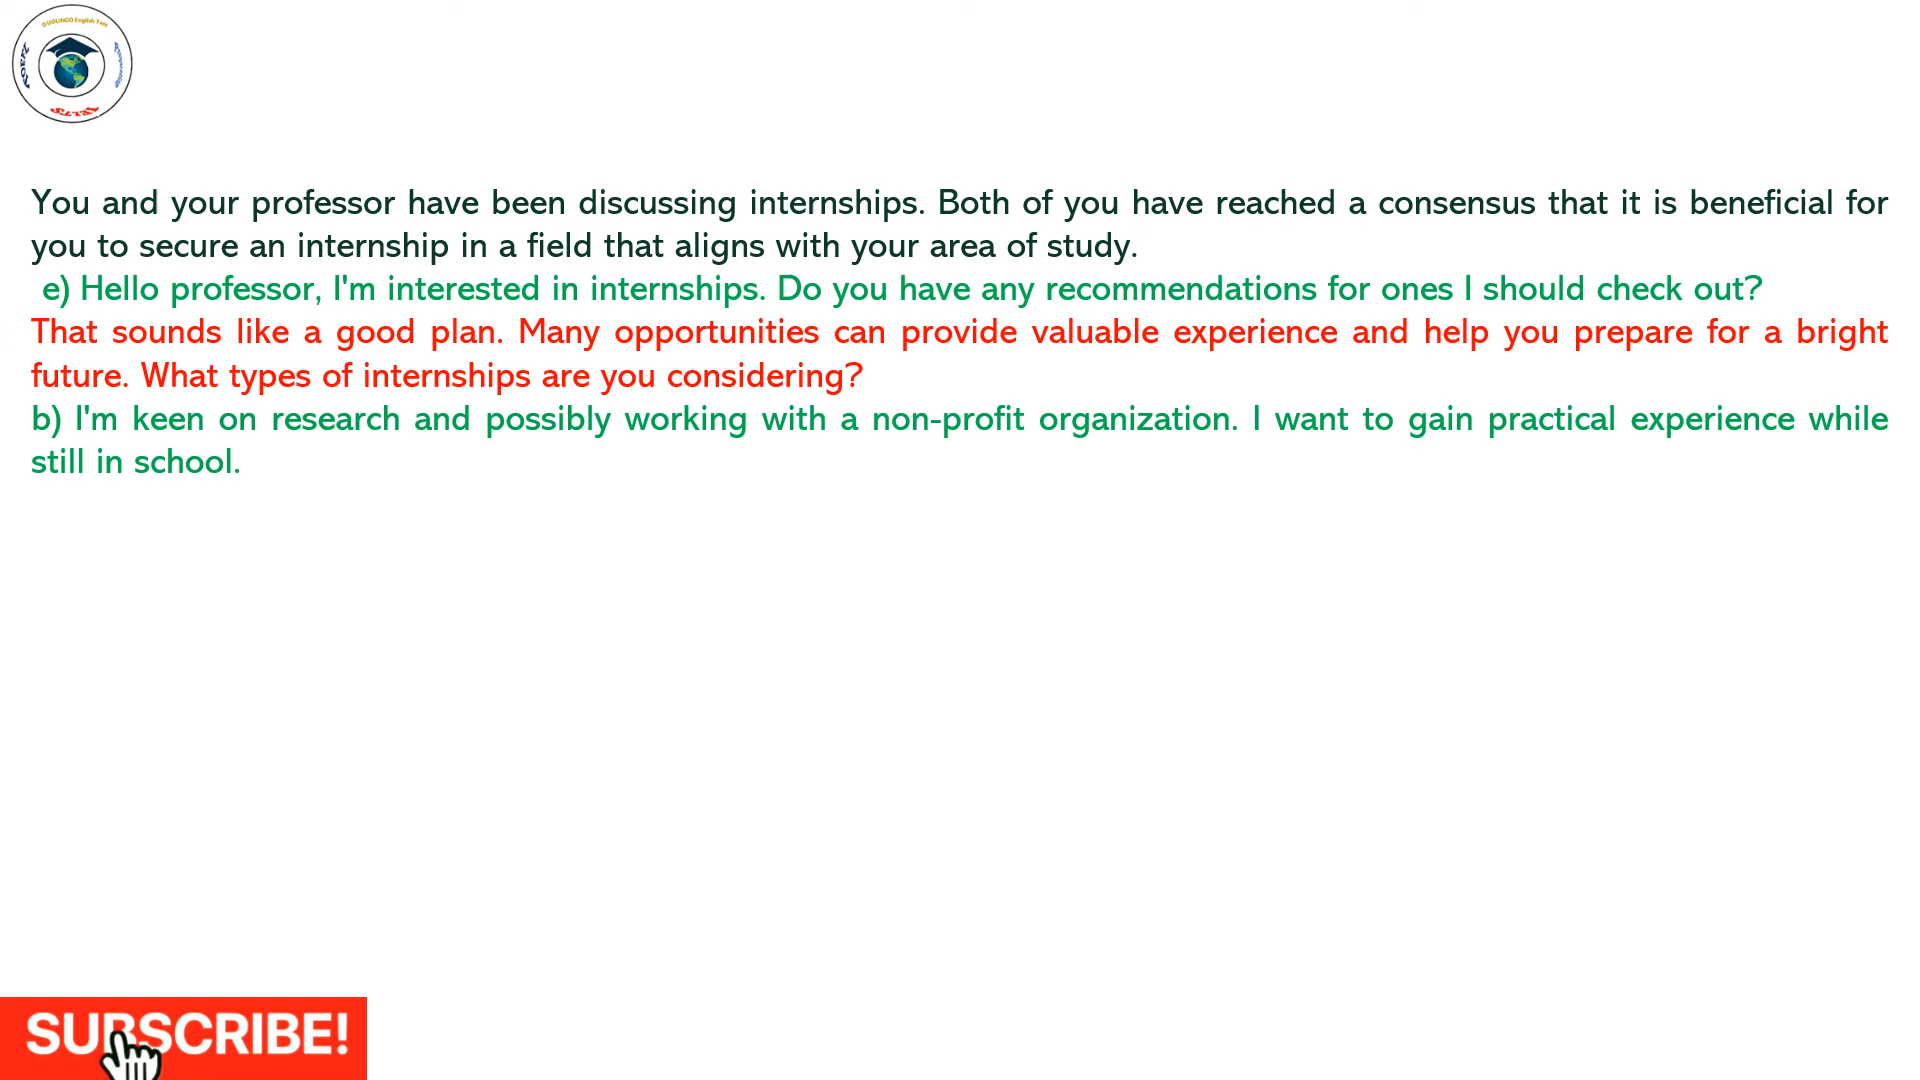 DUOLINGO English Test
IELTS
You and your professor have been discussing internships. Both of you have reached a consensus that it is beneficial for
you to secure an internship in a field that aligns with your area of study.
e) Hello professor, I'm interested in internships. Do you have any recommendations for ones I should check out?
That sounds like a good plan. Many opportunities can provide valuable experience and help you prepare for a bright
future. What types of internships are you considering?
b) I'm keen on research and possibly working with a non-profit organization. I want to gain practical experience while
still in school.
SUBSCRIBE!